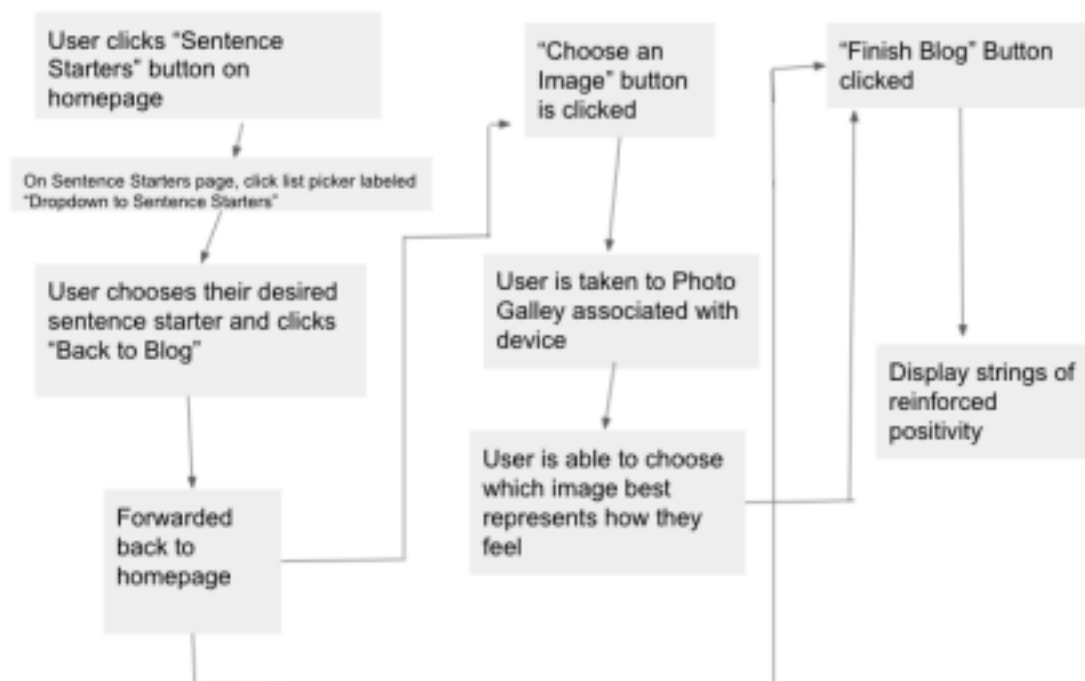 User clicks “Sentence
Starters” button on
homepage
On Sentence Starters page, click list picker labeled
“Dropdown to Sentence Starters”
User chooses their desired
sentence starter and clicks
“Back to Blog”
Forwarded
back to
homepage
“Choose an
Image” button
is clicked
User is taken to Photo
Galley associated with
device
User is able to choose
which image best
represents how they
feel
“Finish Blog” Button
clicked
Display strings of
reinforced
positivity